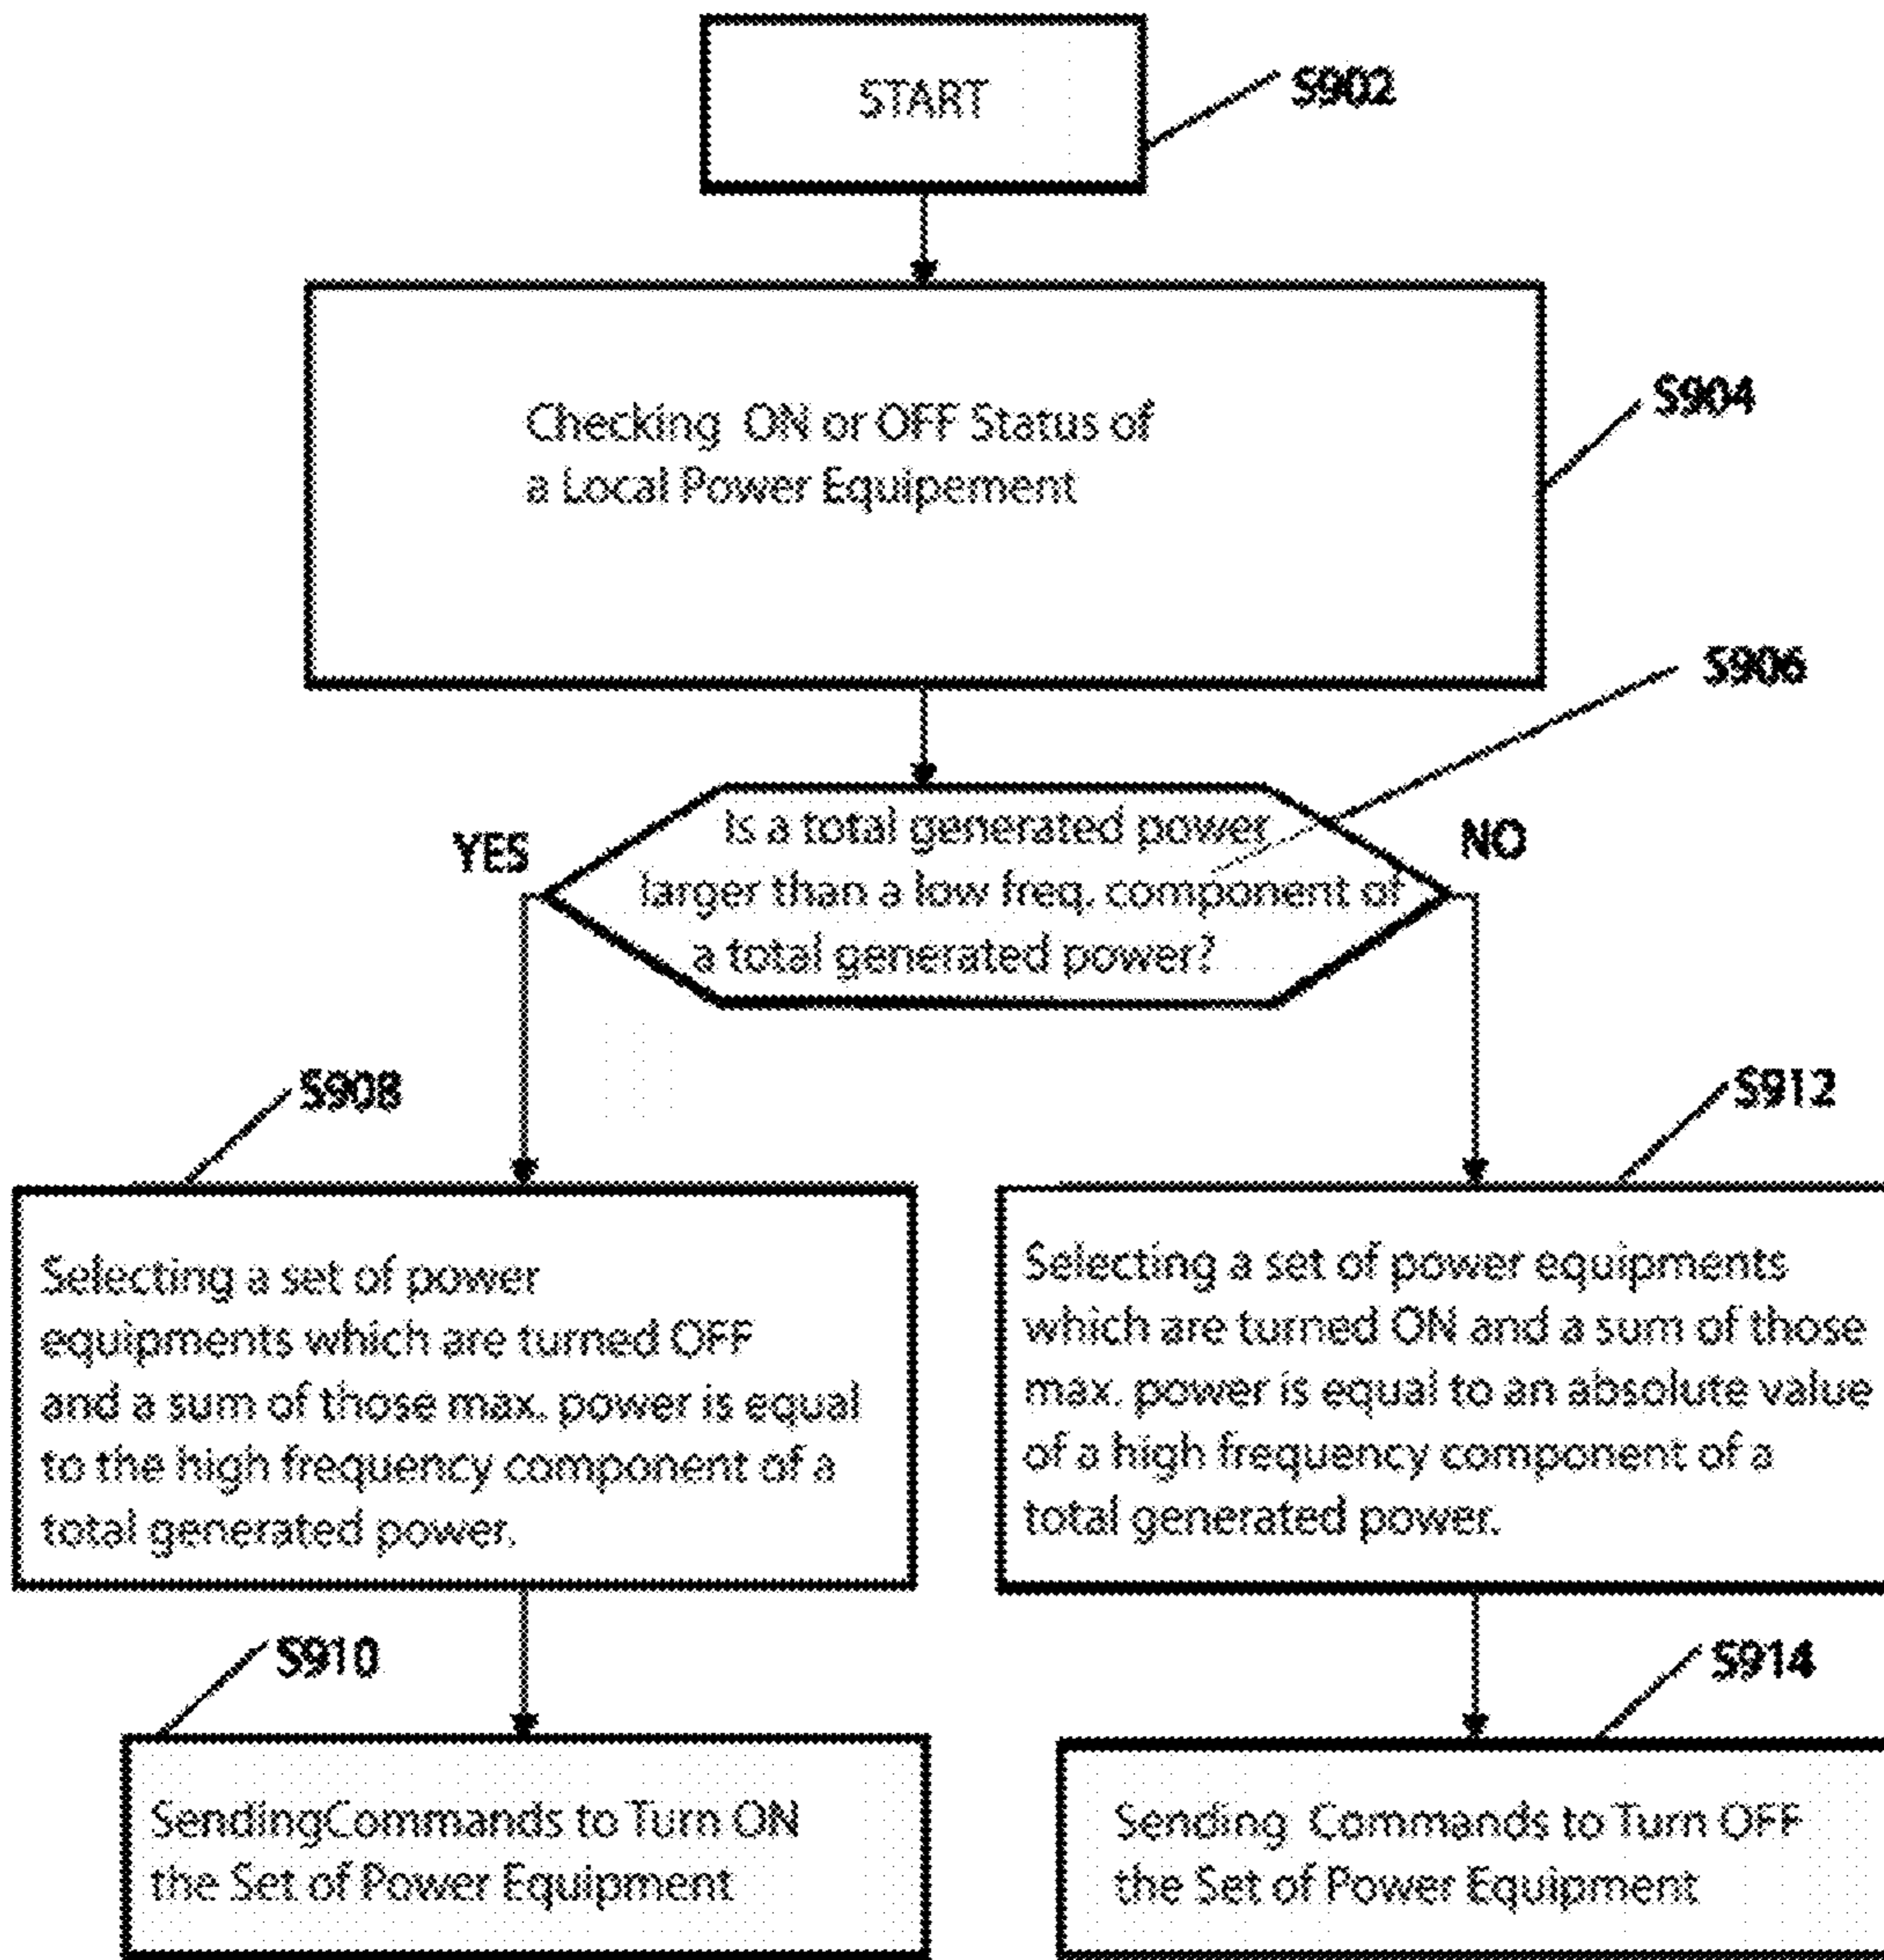 START
S902
Checking ON or OFF Status of
a Local Power Equipement
S904
S906
YES
Is a total generated power
larger than a low freq. component of
a total generated power?
NO
S908
S912
Selecting a set of power
equipments which are turned OFF
and a sum of those max. power is equal
to the high frequency component of a
total generated power.
Selecting a set of power equipments
which are turned ON and a sum of those
max. power is equal to an absolute value
of a high frequency component of a
total generated power.
S910
S914
SendingCommands to Turn ON
the Set of Power Equipment
Sending Commands to Turn OFF
the Set of Power Equipment